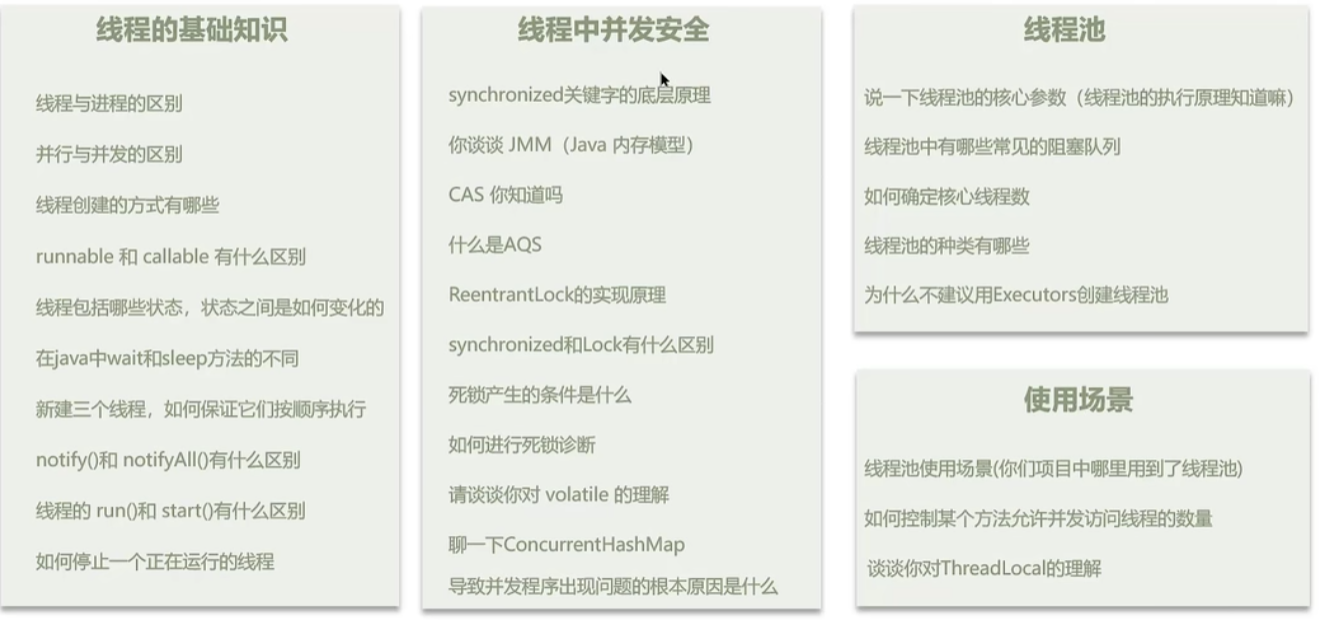 线程的基础知识
线程与进程的区别
并行与并发的区别
线程创建的方式有哪些
runnable 和 callable 有什么区别
线程包括哪些状态，状态之间是如何变化的
在java中wait和sleep方法的不同
新建三个线程，如何保证它们按顺序执行
notify()和 notifyAll()有什么区别
线程的 run()和 start()有什么区别
如何停止一个正在运行的线程
线程中并发安全
synchronized关键字的底层原理
你谈谈 JMM（Java 内存模型）
CAS 你知道吗
什么是AQS
ReentrantLock的实现原理
synchronized和Lock有什么区别
死锁产生的条件是什么
如何进行死锁诊断
请谈谈你对 volatile 的理解
聊一下ConcurrentHashMap
导致并发程序出现问题的根本原因是什么
线程池
说一下线程池的核心参数（线程池的执行原理知道嘛）
线程池中有哪些常见的阻塞队列
如何确定核心线程数
线程池的种类有哪些
为什么不建议用Executors创建线程池
使用场景
线程池使用场景(你们项目中哪里用到了线程池)
如何控制某个方法允许并发访问线程的数量
谈谈你对ThreadLocal的理解